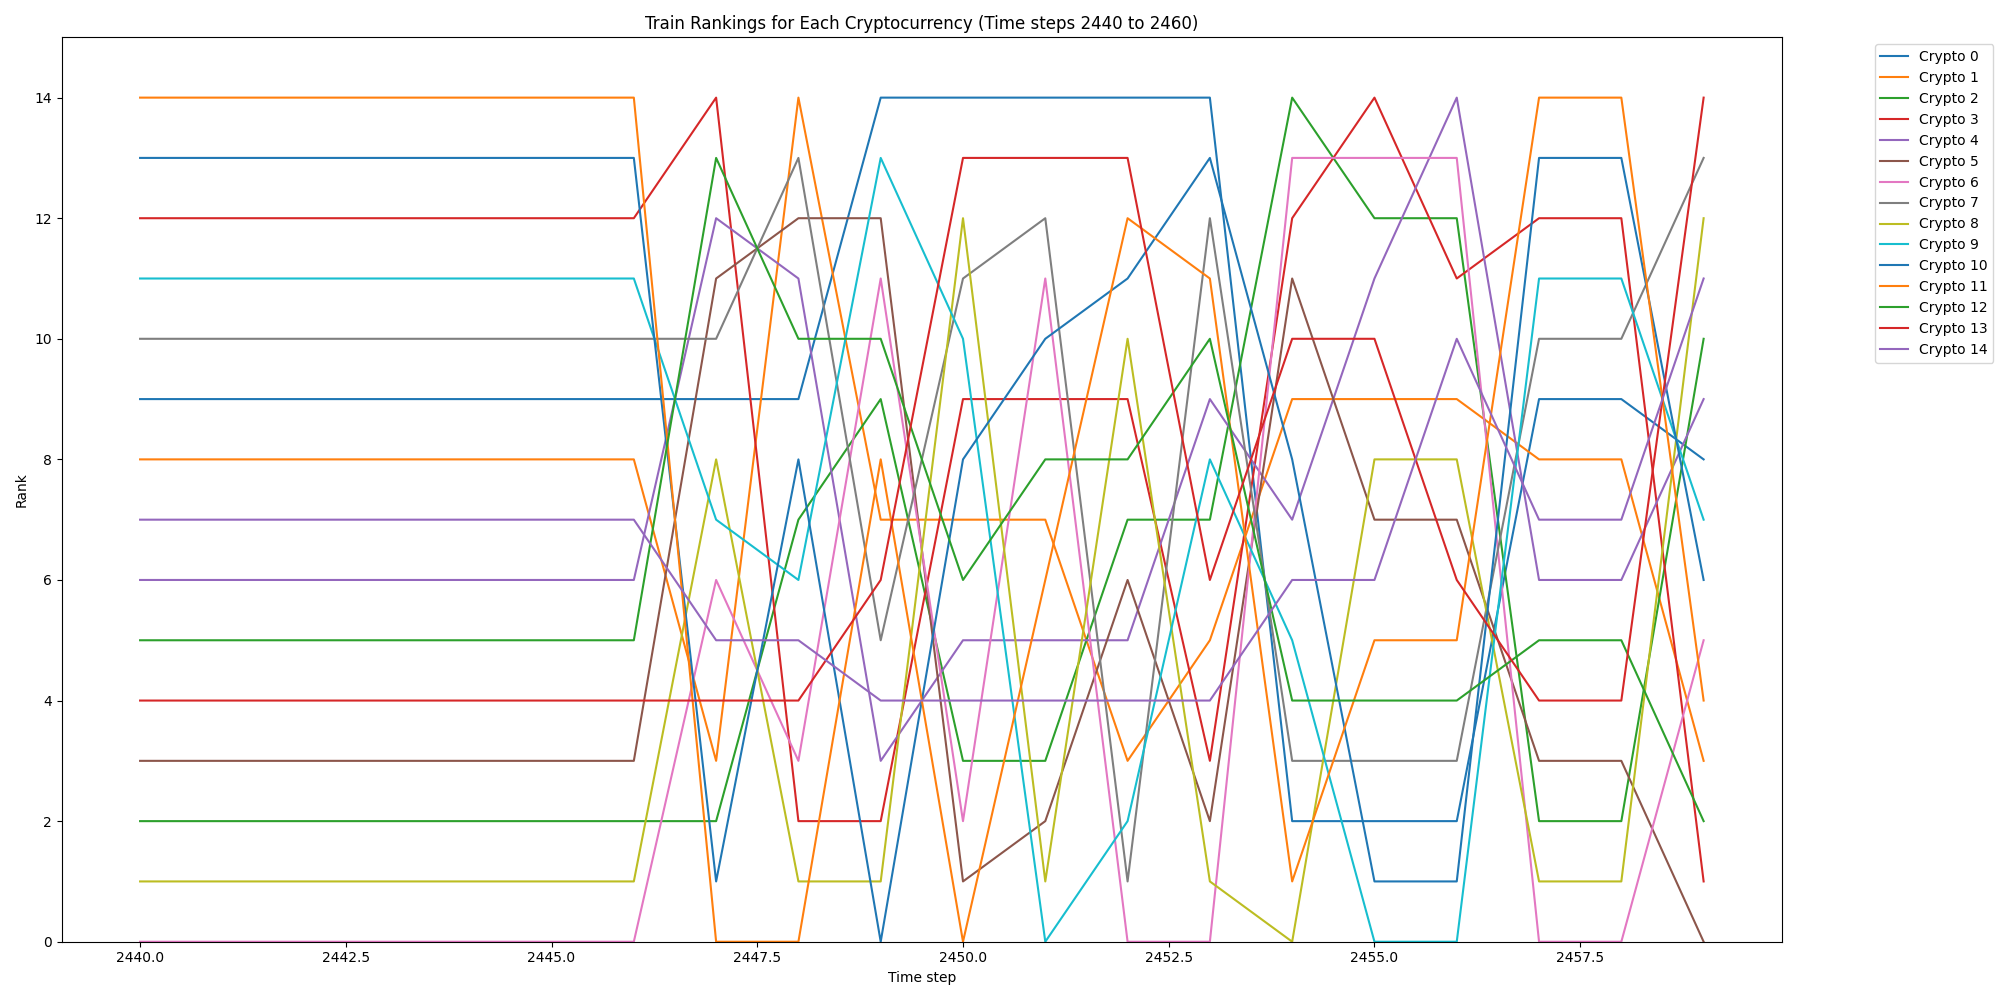 Train Rankings for Each Cryptocurrency (Time steps 2440 to 2460)
14
12
10
8
6
4
2
0
Rank
2440.0
2442.5
2445.0
2447.5
2450.0
2452.5
2455.0
2457.5
Time step
Crypto 0
Crypto 1
Crypto 2
Crypto 3
Crypto 4
Crypto 5
Crypto 6
Crypto 7
Crypto 8
Crypto 9
Crypto 10
Crypto 11
Crypto 12
Crypto 13
Crypto 14